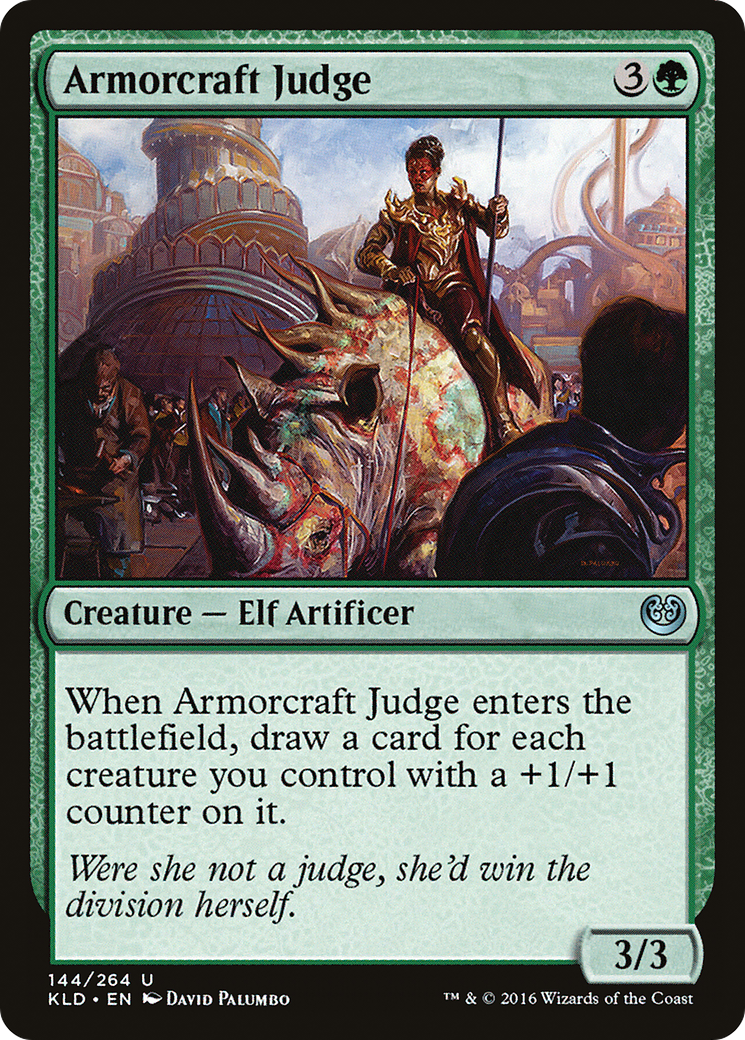 Armorcraft Judge 3
D. PALUMBO
Creature — Elf Artificer
When Armorcraft Judge enters the
battlefield, draw a card for each
creature you control with a +1/+1
counter on it.
Were she not a judge, she’d win the
division herself.
3/3
144/264 U
KLD • EN DAVID PALUMBO
™ & © 2016 Wizards of the Coast